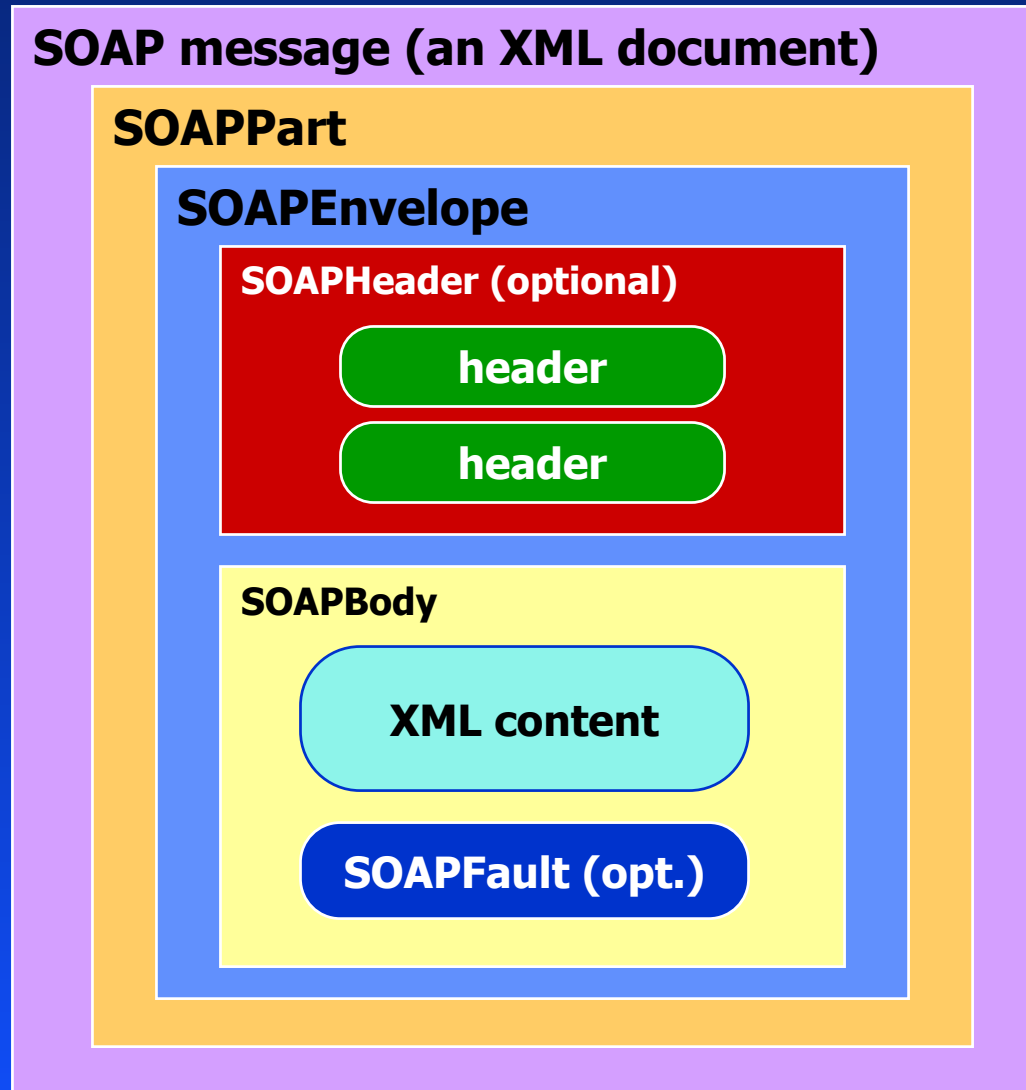 SOAP message (an XML document)
SOAPPart
SOAPEnvelope
SOAPHeader (optional)
header
header
SOAPBody
XML content
SOAPFault (opt.)